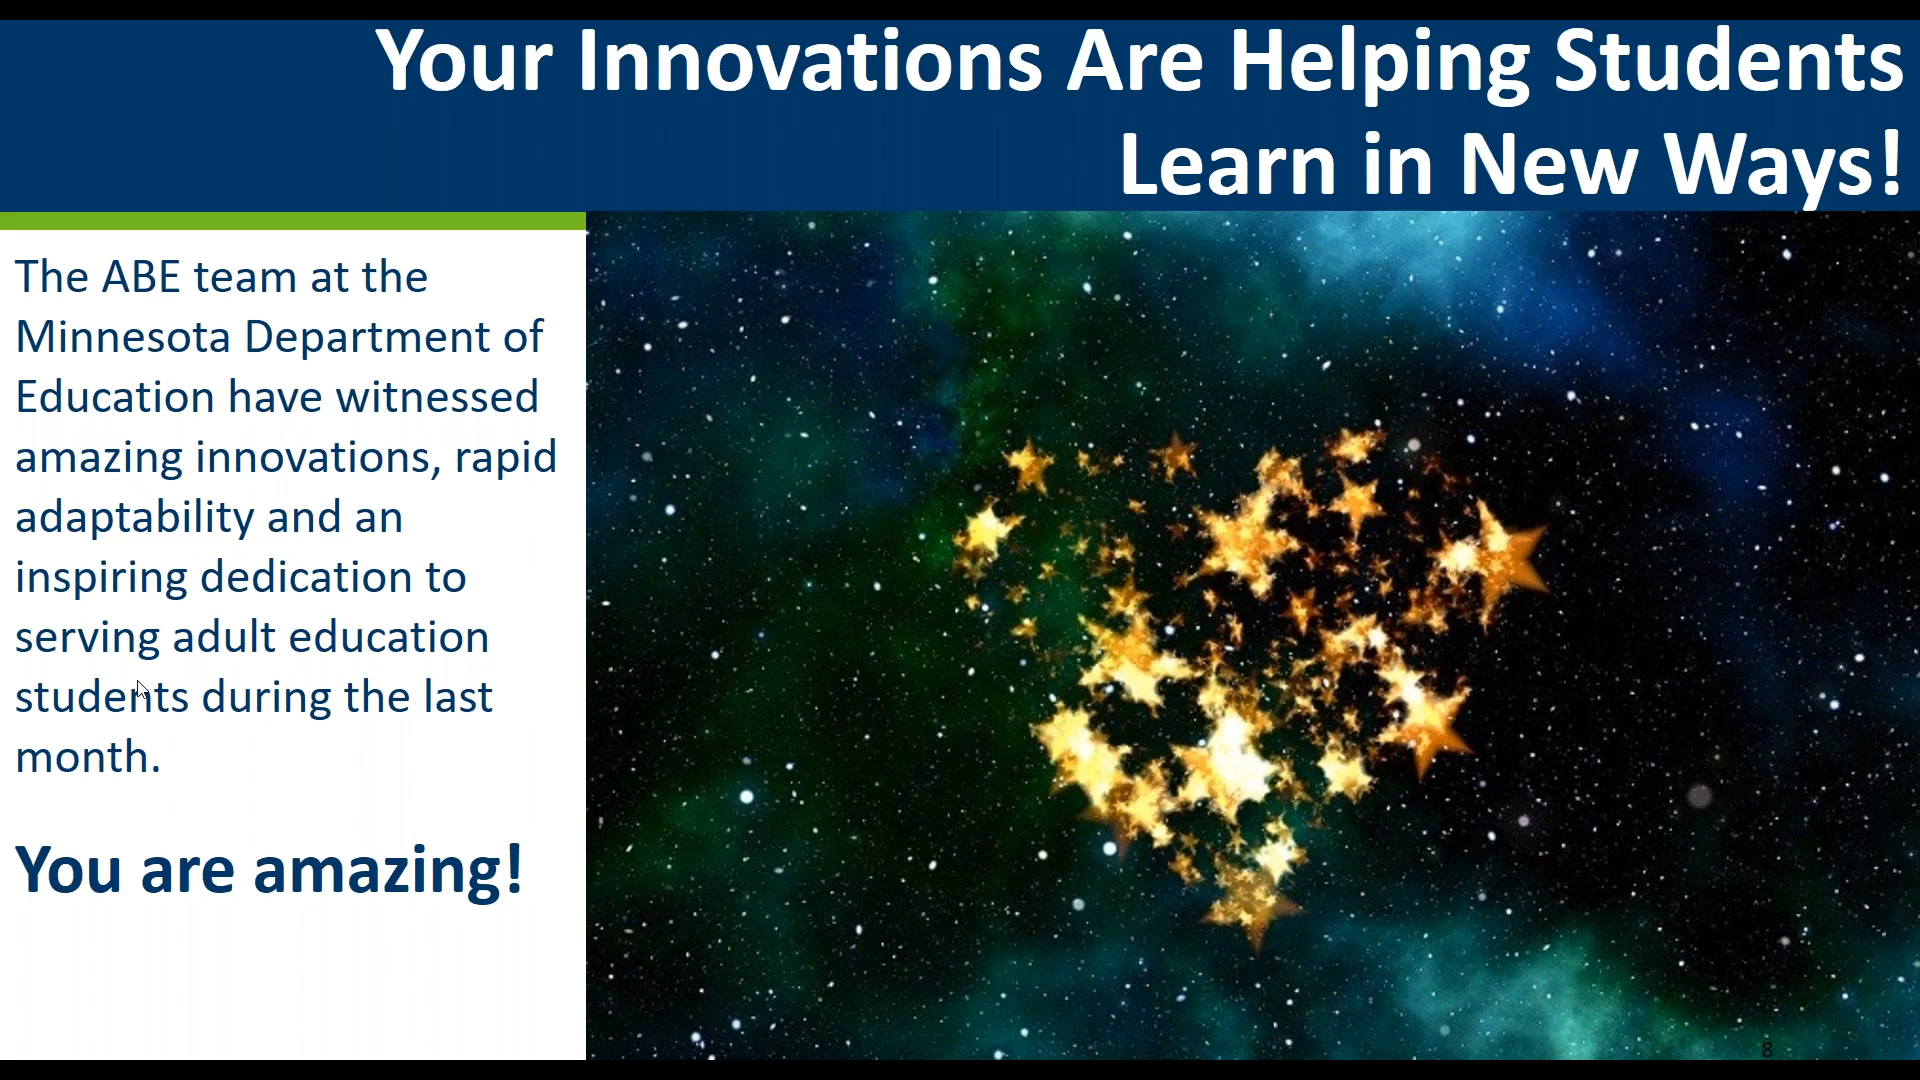 Your Innovations Are Helping Students
Learn in New Ways!
The ABE team at the
Minnesota Department of
Education have witnessed
amazing innovations, rapid
adaptability and an
inspiring dedication to
serving adult education
students during the last
month.
You are amazing!
8